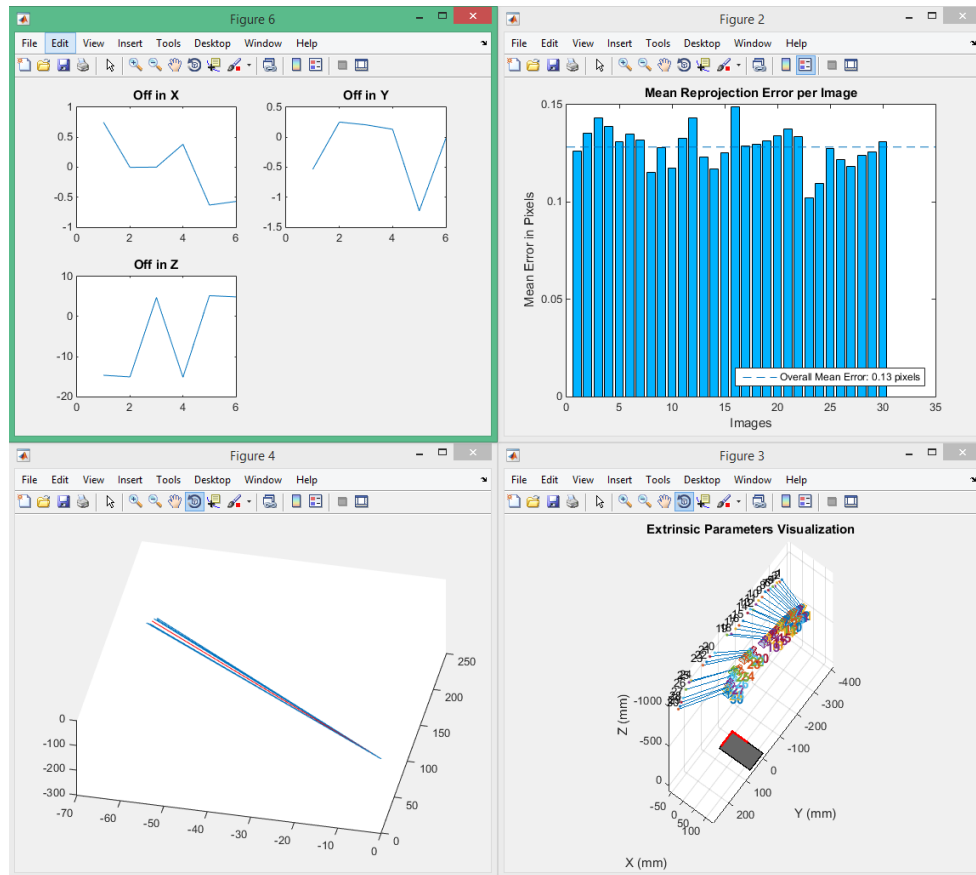 Figure 6
File Edit View Insert Tools Desktop Window Help
Off in X
1
0.5
0
-0.5
-1
0 2 4 6
Off in Y
0.5
0
-0.5
-1
-1.5
0 2 4 6
Off in Z
10
0
-10
-20
0 2 4 6
Figure 2
File Edit View Insert Tools Desktop Window Help
Mean Reprojection Error per Image
Mean Error in Pixels
0.15
0.1
0.05
0
Overall Mean Error: 0.13 pixels
0 5 10 15 20 25 30 35
Images
Figure 4
File Edit View Insert Tools Desktop Window Help
250
200
150
100
50
0
0
-100
-200
-300
-70 -60 -50 -40 -30 -20 -10 0
Figure 3
File Edit View Insert Tools Desktop Window Help
Extrinsic Parameters Visualization
Z (mm)
-1000
-500
0
-400
-300
-200
-100
0
100
200
Y (mm)
-50
0
50
100
X (mm)